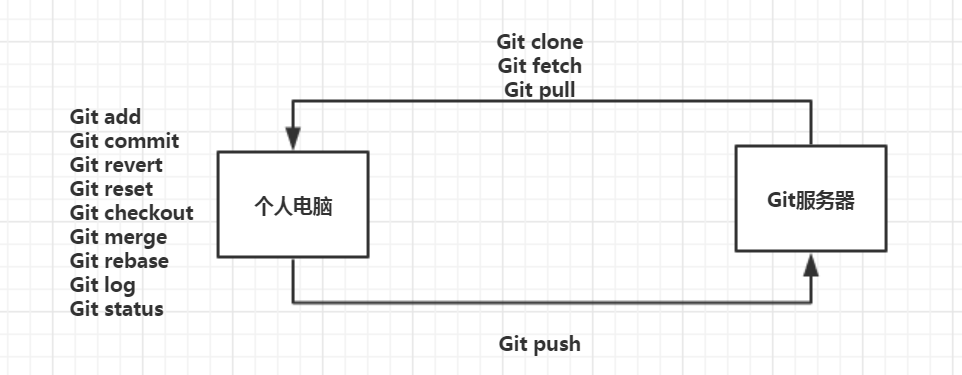 Git clone
Git fetch
Git pull
Git add
Git commit
Git revert
Git reset
Git checkout
Git merge
Git rebase
Git log
Git status
个人电脑
Git服务器
Git push